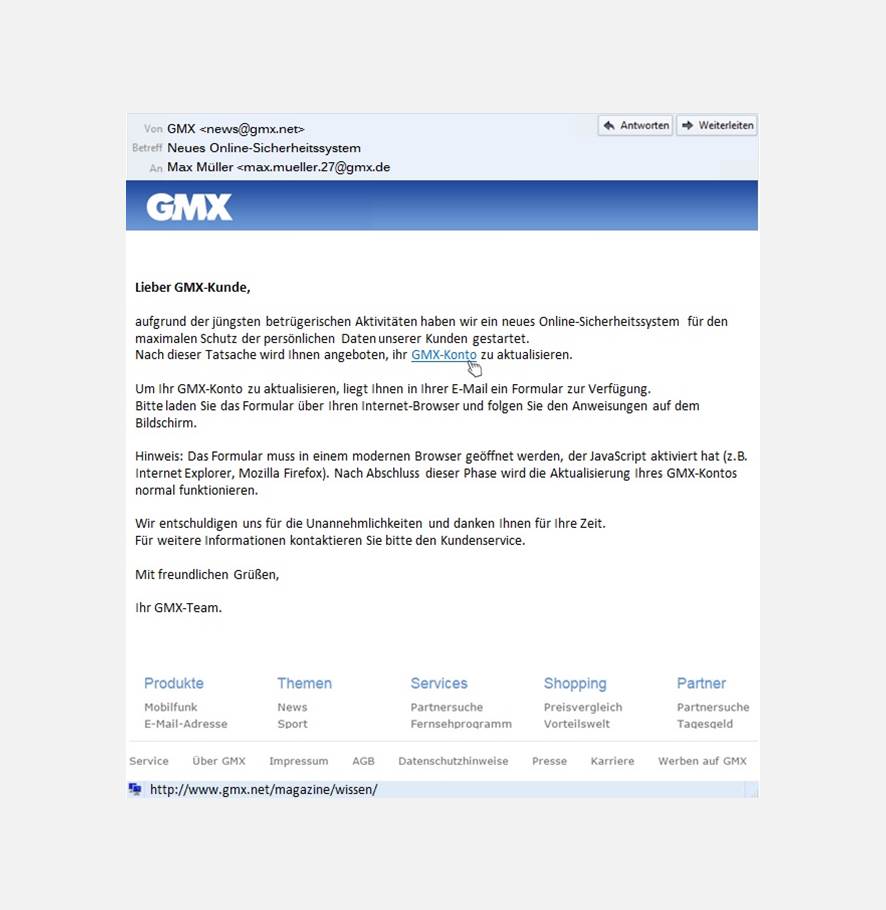 Von GMX <news@gmx.net>
Antworten Weiterleiten
Betreff Neues Online-Sicherheitssystem
An Max Müller <max.mueller.27@gmx.de
GMX
Lieber GMX-Kunde,
aufgrund der jüngsten betrügerischen Aktivitäten haben wir ein neues Online-Sicherheitssystem für den
maximalen Schutz der persönlichen Daten unserer Kunden gestartet.
Nach dieser Tatsache wird Ihnen angeboten, ihr GMX-Konto zu aktualisieren.
Um Ihr GMX-Konto zu aktualisieren, liegt Ihnen in Ihrer E-Mail ein Formular zur Verfügung.
Bitte laden Sie das Formular über Ihren Internet-Browser und folgen Sie den Anweisungen auf dem
Bildschirm.
Hinweis: Das Formular muss in einem modernen Browser geöffnet werden, der JavaScript aktiviert hat (z.B.
Internet Explorer, Mozilla Firefox). Nach Abschluss dieser Phase wird die Aktualisierung Ihres GMX-Kontos
normal funktionieren.
Wir entschuldigen uns für die Unannehmlichkeiten und danken Ihnen für Ihre Zeit.
Für weitere Informationen kontaktieren Sie bitte den Kundenservice.
Mit freundlichen Grüßen,
Ihr GMX-Team.
Produkte Themen Services Shopping Partner
Mobilfunk News Partnersuche Preisvergleich Partnersuche
E-Mail-Adresse Sport Fernsehprogramm Vorteilswelt Tagesgeld
Service Über GMX Impressum AGB Datenschutzhinweise Presse Karriere Werben auf GMX
http://www.gmx.net/magazine/wissen/